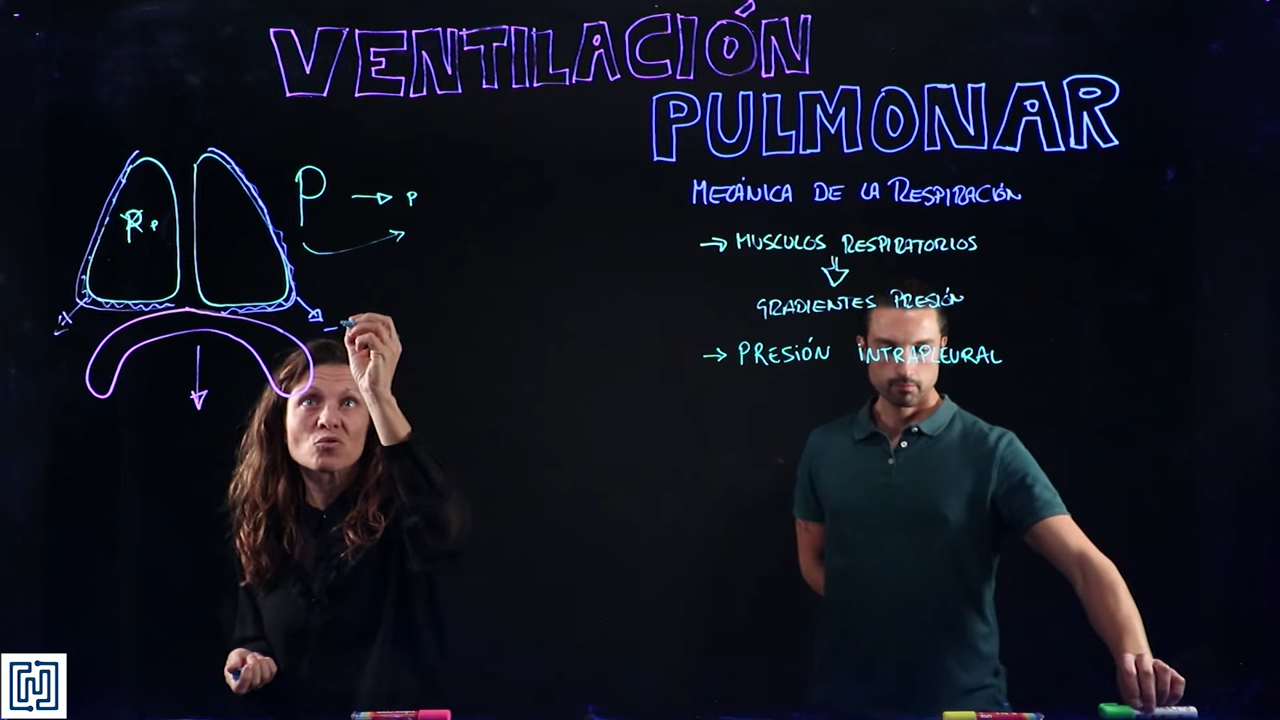 VENTILACIÓN
PULMONAR
MECÁNICA DE LA RESPIRACIÓN
→ MUSCULOS RESPIRATORIOS
GRADIENTES PRESIÓN
→ PRESIÓN INTRAPLEURAL
P → P
P
-